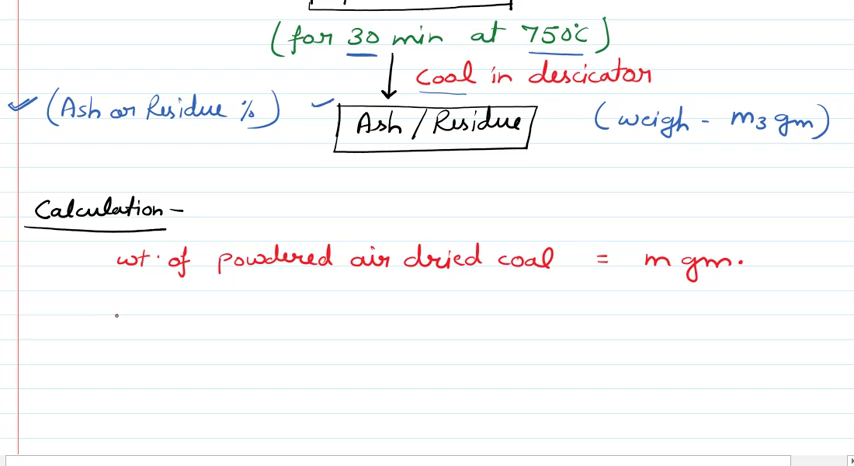 (for 30 min at 750°C)
coal in descicator
(Ash or Residue %)
Ash / Residue
(weigh - m3 gm)
Calculation -
wt. of powdered air dried coal = m gm.